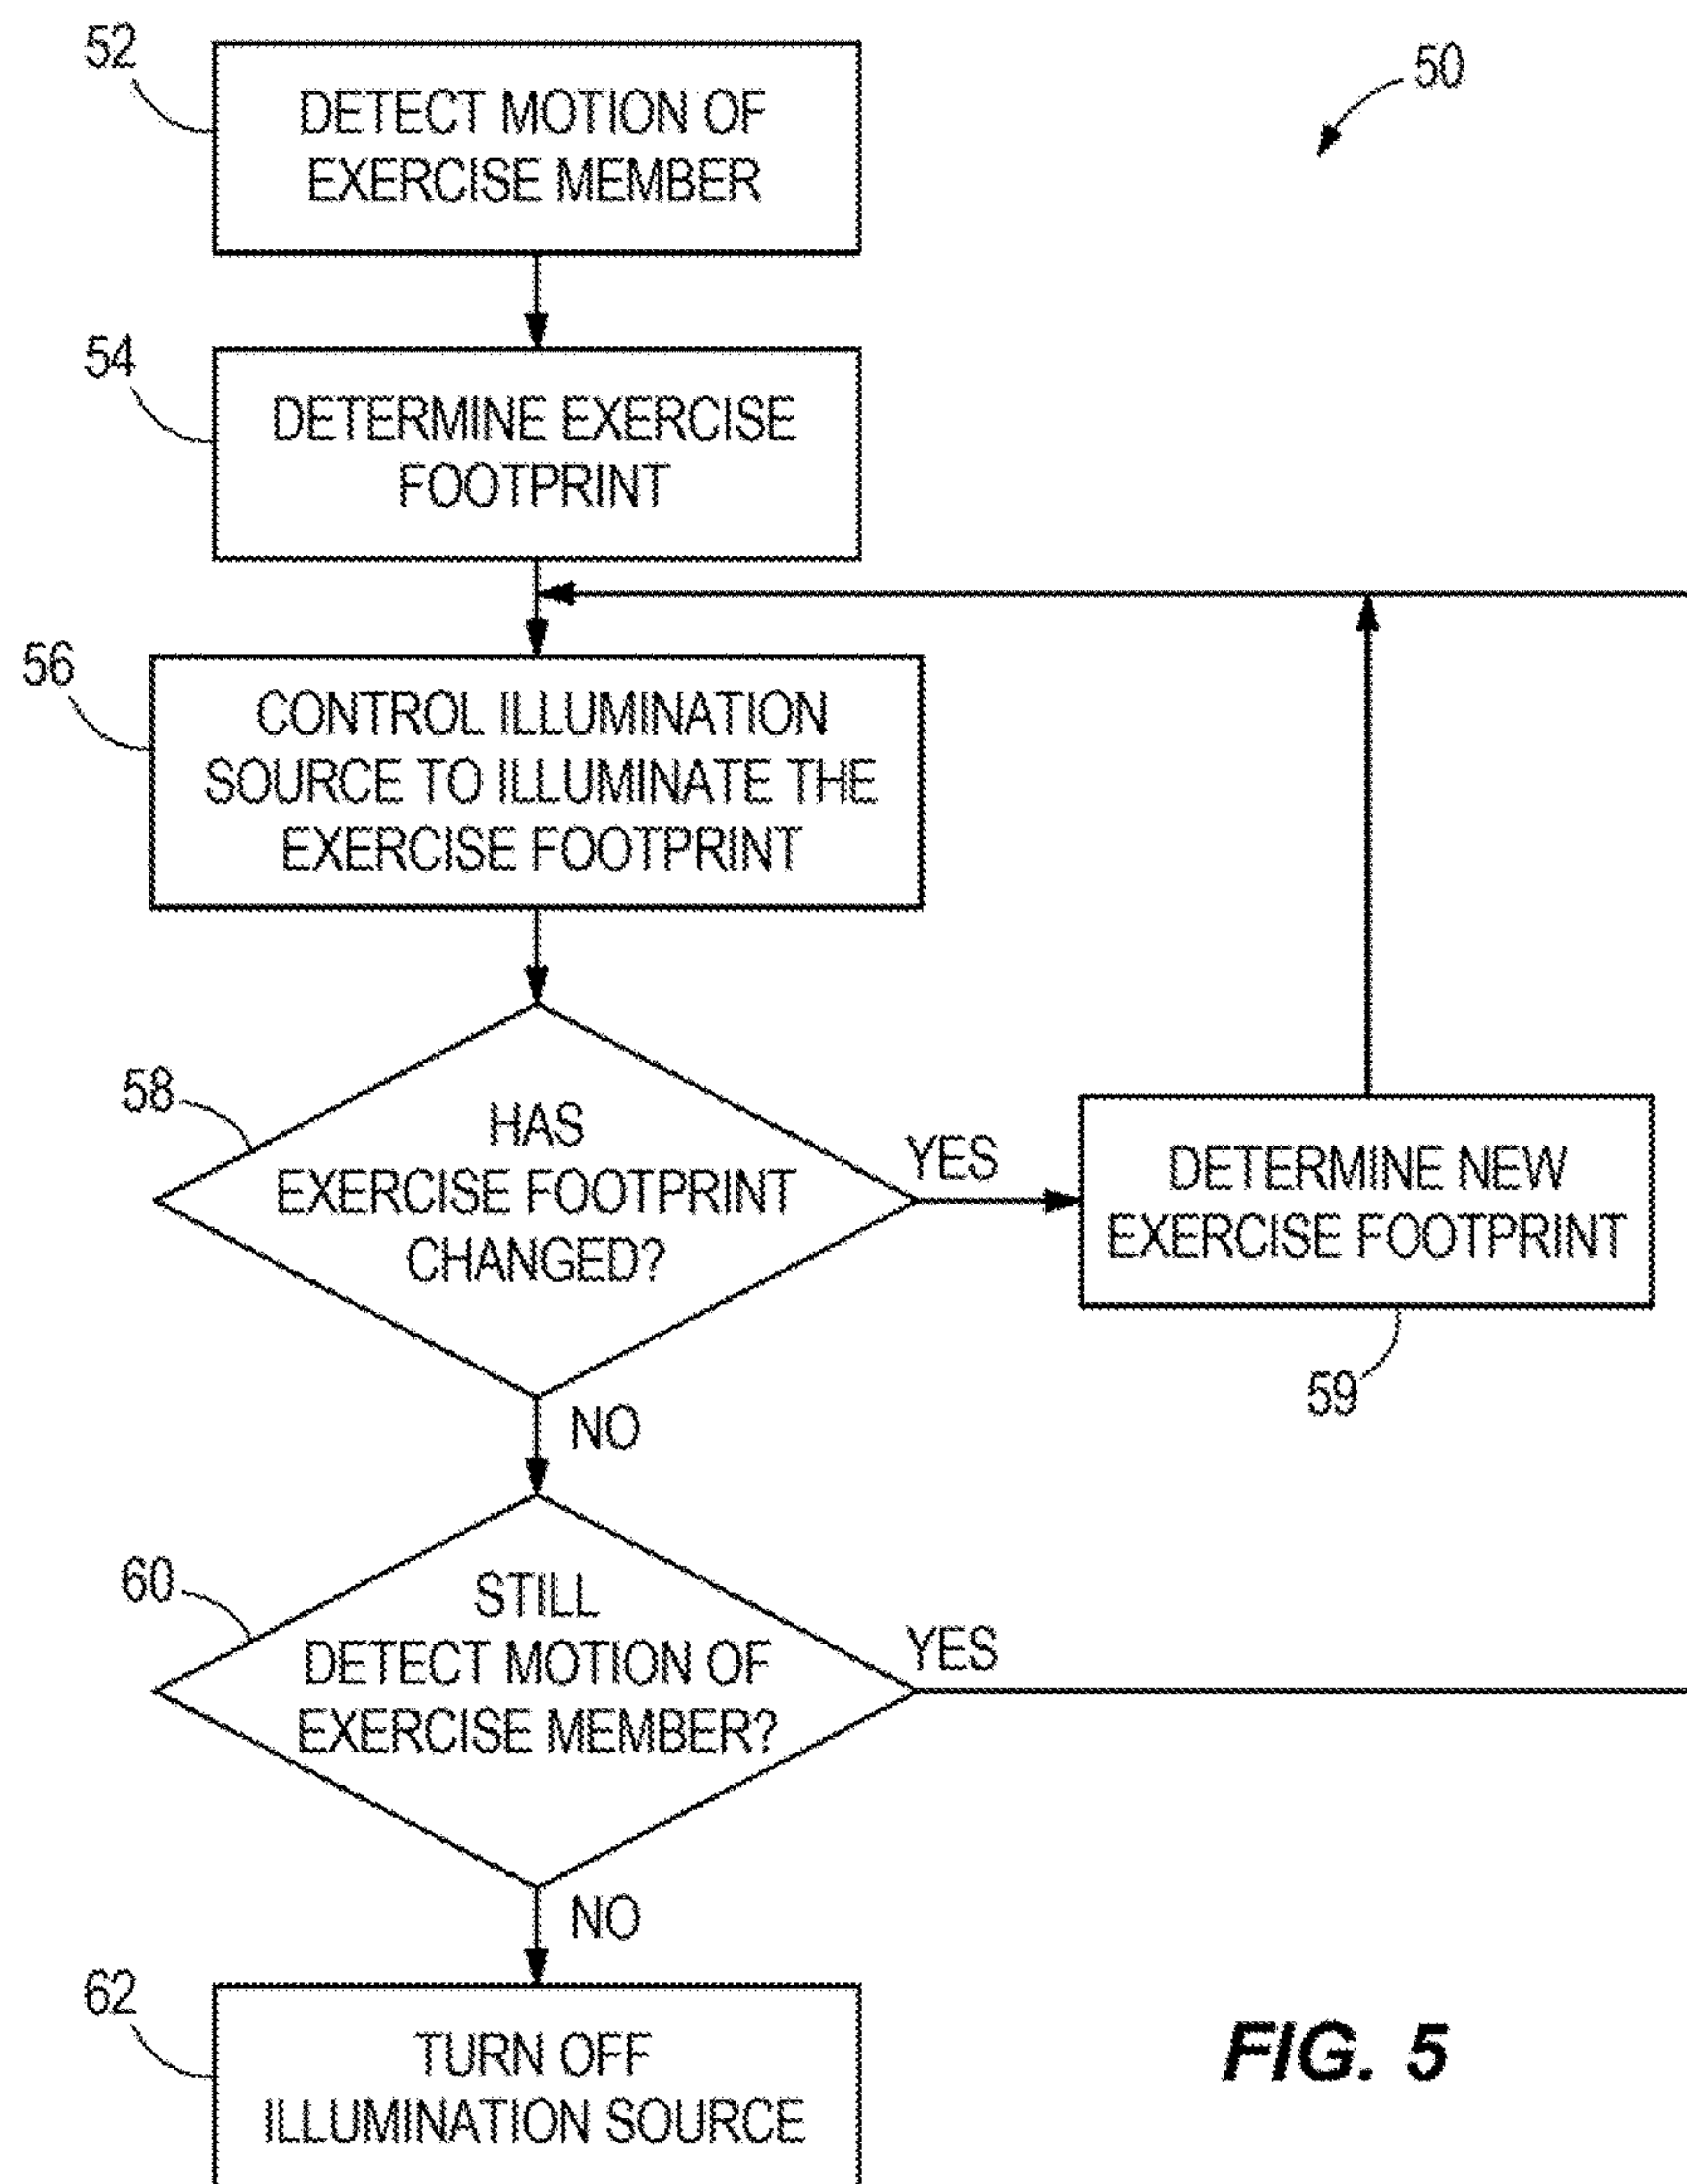 52
DETECT MOTION OF
EXERCISE MEMBER
50
54
DETERMINE EXERCISE
FOOTPRINT
56
CONTROL ILLUMINATION
SOURCE TO ILLUMINATE THE
EXERCISE FOOTPRINT
58
HAS
EXERCISE FOOTPRINT
CHANGED?
YES
DETERMINE NEW
EXERCISE FOOTPRINT
59
NO
60
STILL
DETECT MOTION OF
EXERCISE MEMBER?
YES
NO
62
TURN OFF
ILLUMINATION SOURCE
FIG. 5